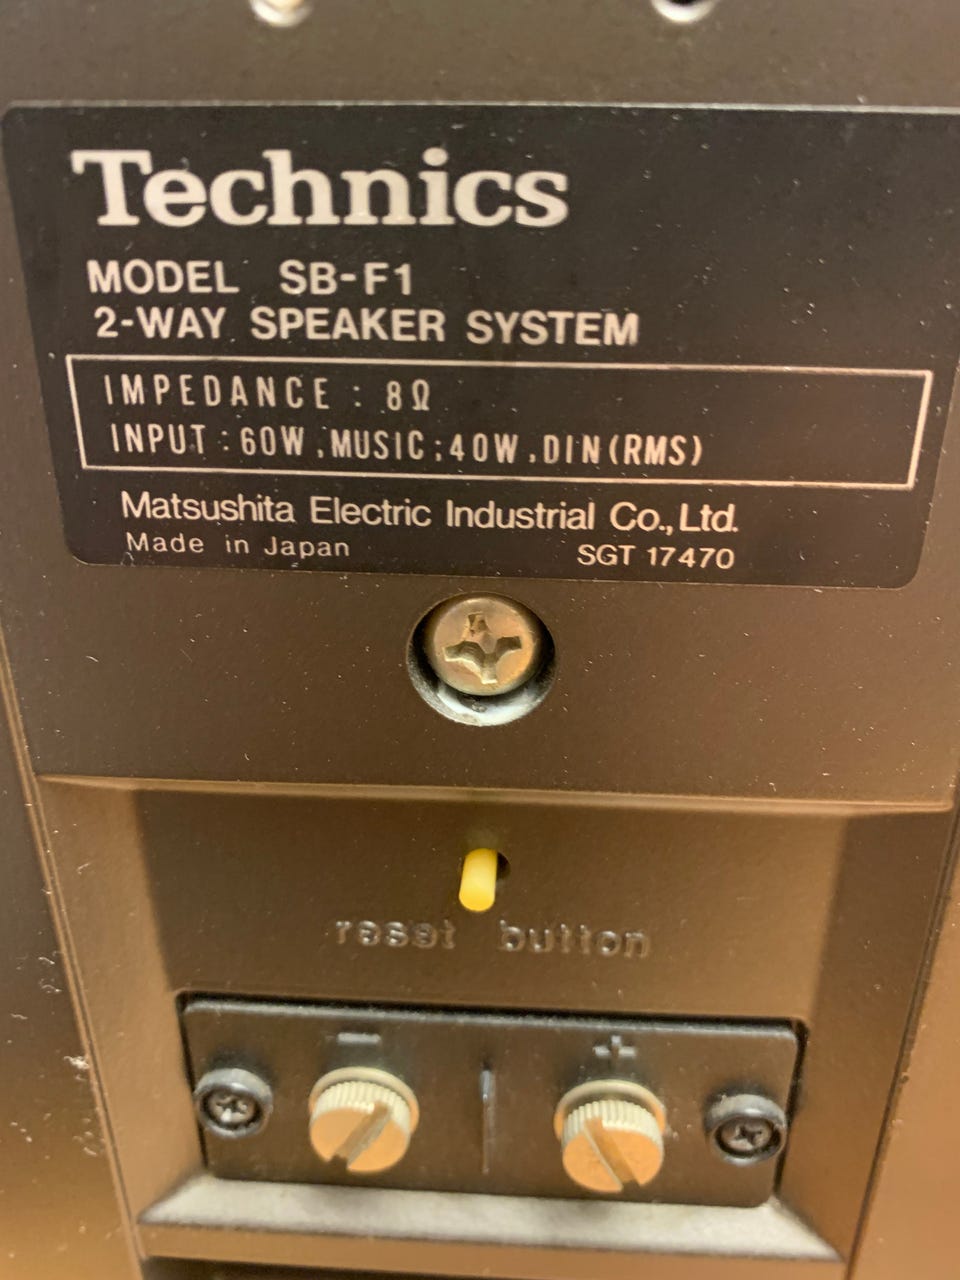 Technics
MODEL SB-F1
2-WAY SPEAKER SYSTEM
IMPEDANCE : 8Ω
INPUT : 60W , MUSIC ; 40W , DIN (RMS)
Matsushita Electric Industrial Co., Ltd.
Made in Japan SGT 17470
reset button
− +